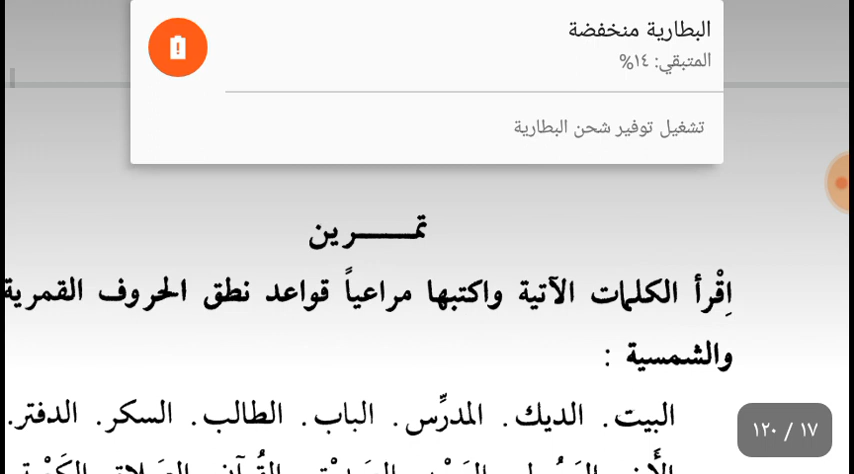 البطارية منخفضة
المتبقي: ١٤%
تشغيل توفير شحن البطارية
تمـــــرين
اِقْرأ الكلمات الآتية واكتبها مراعياً قواعد نطق الحروف القمرية
والشمسية :
البيت. الديك. المدرِّس. الباب. الطالب. السكر. الدفتر.
١٧ / ١٢٠